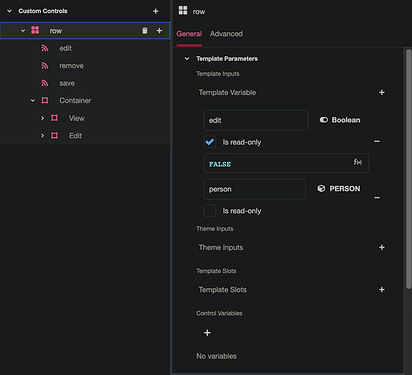 Custom Controls
row
edit
remove
save
Container
View
Edit
row
General Advanced
Template Parameters
Template Inputs
Template Variable
edit Boolean
Is read-only
FALSE f(x)
person PERSON
Is read-only
Theme Inputs
Theme Inputs
Template Slots
Template Slots
Control Variables
No variables